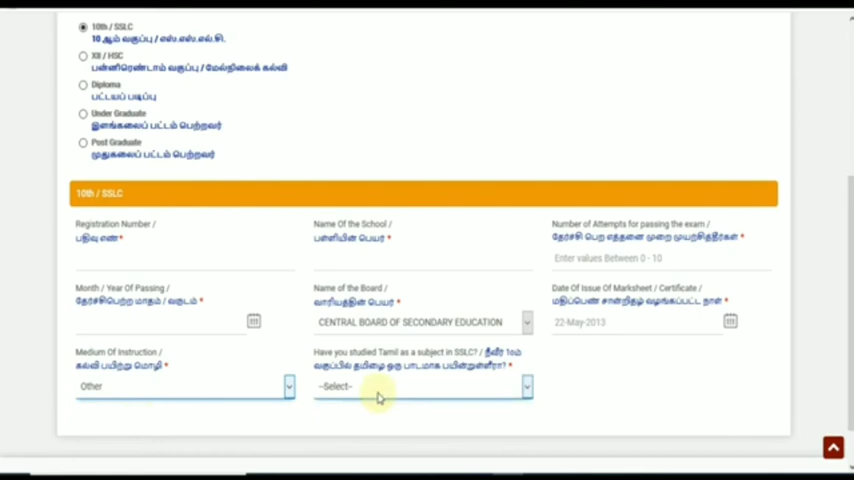 10th / SSLC
10 ஆம் வகுப்பு / எஸ்.எஸ்.எல்.சி.
XII / HSC
பன்னிரெண்டாம் வகுப்பு / மேல்நிலைக் கல்வி
Diploma
பட்டயப் படிப்பு
Under Graduate
இளங்கலைப் பட்டம் பெற்றவர்
Post Graduate
முதுகலைப் பட்டம் பெற்றவர்
10th / SSLC
Registration Number /
பதிவு எண்*
Name Of the School /
பள்ளியின் பெயர் *
Number of Attempts for passing the exam /
தேர்ச்சி பெற எத்தனை முறை முயற்சித்தீர்கள் *
Enter values Between 0 - 10
Month / Year Of Passing /
தேர்ச்சிபெற்ற மாதம் / வருடம் *
Name of the Board /
வாரியத்தின் பெயர் *
CENTRAL BOARD OF SECONDARY EDUCATION
Date Of Issue Of Marksheet / Certificate /
மதிப்பெண் சான்றிதழ் வழங்கப்பட்ட நாள் *
22-May-2013
Medium Of Instruction /
கல்வி பயிற்று மொழி *
Other
Have you studied Tamil as a subject in SSLC? / நீவீர் 10ம்
வகுப்பில் தமிழை ஒரு பாடமாக பயின்றுள்ளீரா? *
--Select--